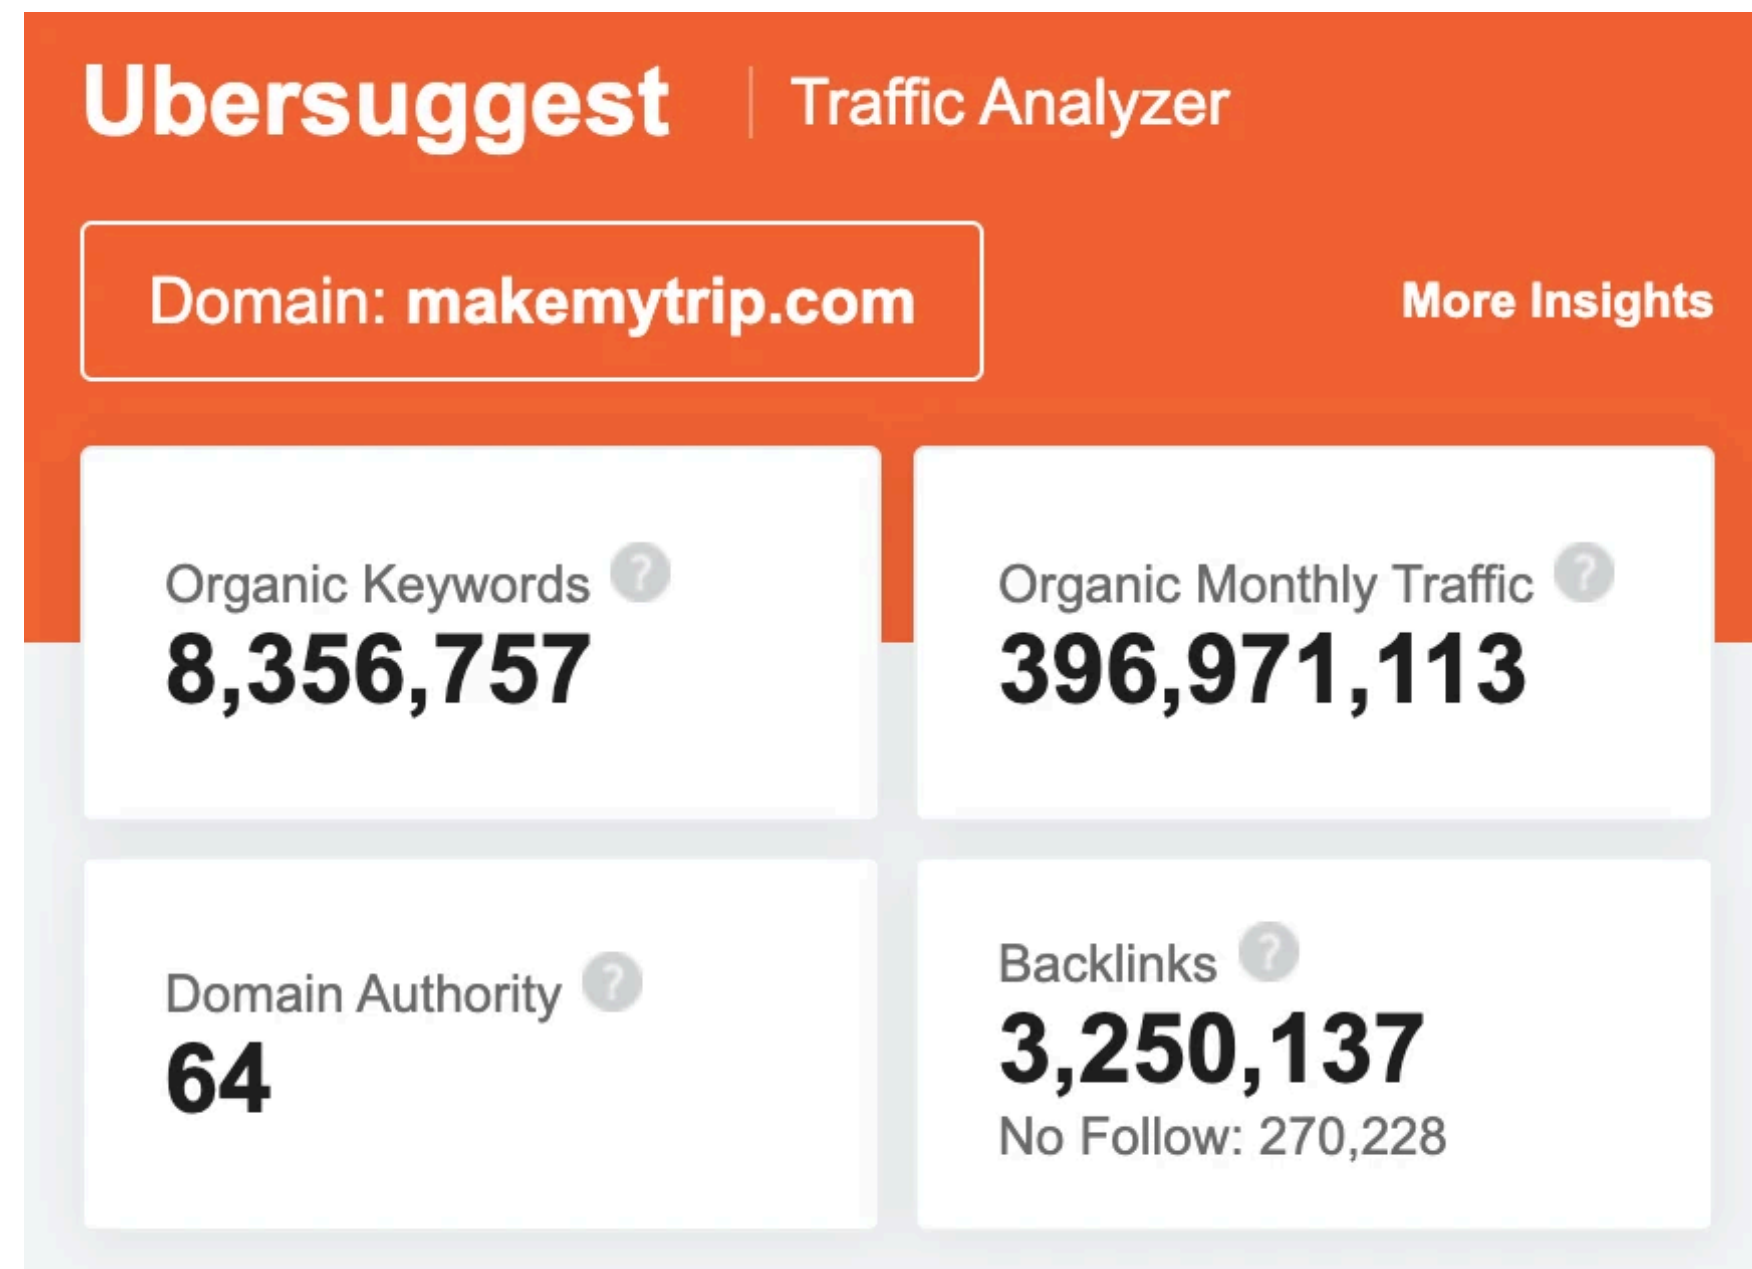 Ubersuggest
Traffic Analyzer
Domain: makemytrip.com
More Insights
Organic Keywords ?
8,356,757
Organic Monthly Traffic ?
396,971,113
Domain Authority ?
64
Backlinks ?
3,250,137
No Follow: 270,228